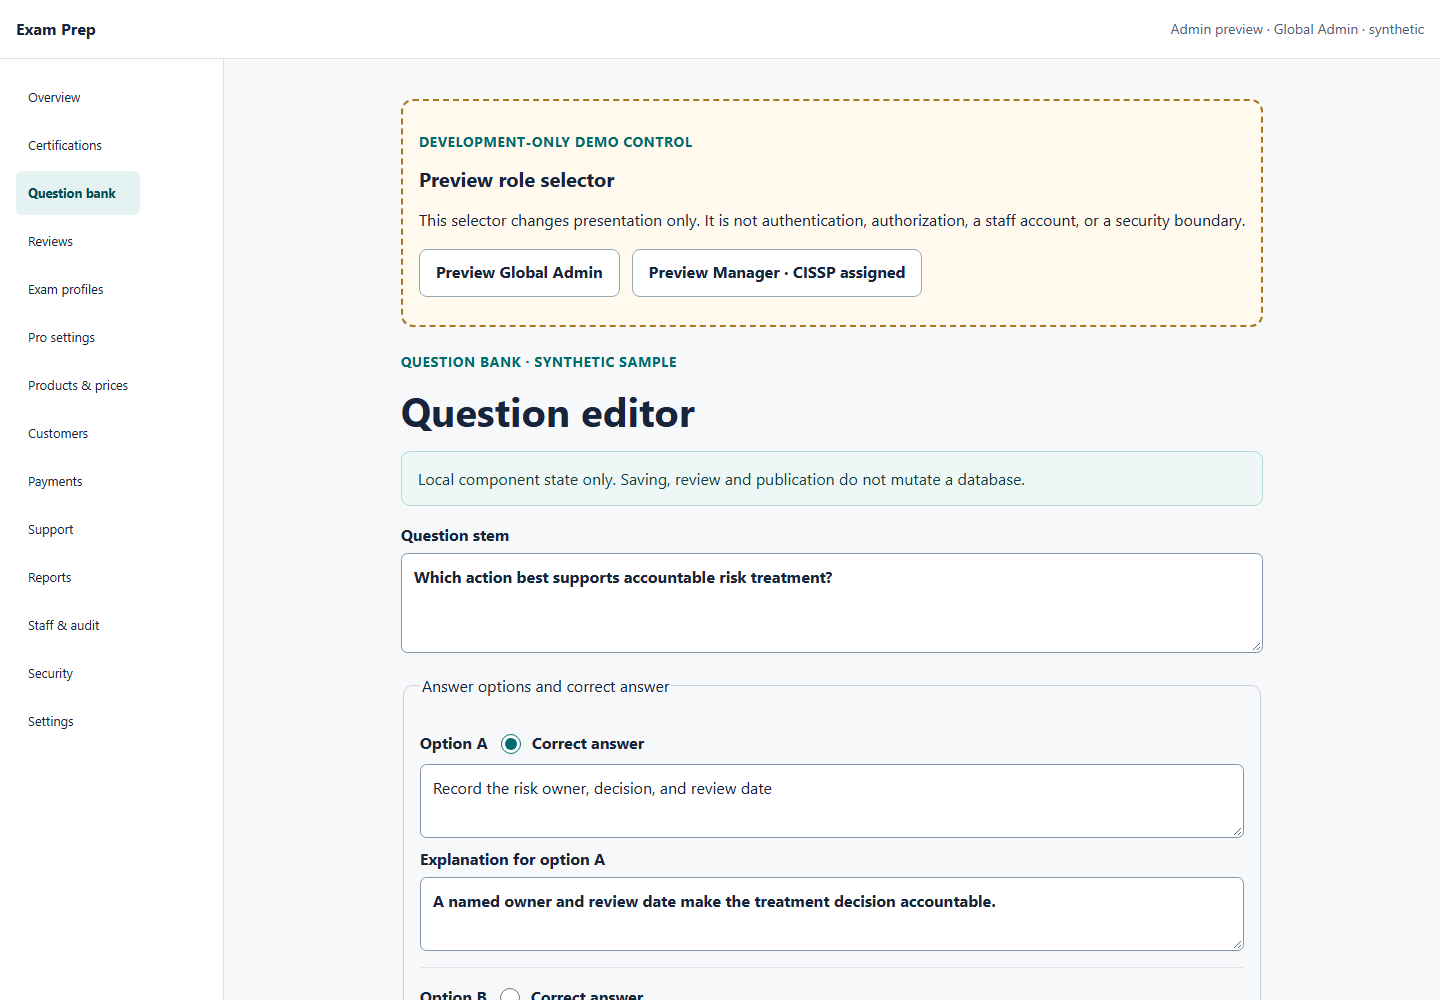 Exam Prep
Admin preview · Global Admin · synthetic
Overview
Certifications
Question bank
Reviews
Exam profiles
Pro settings
Products & prices
Customers
Payments
Support
Reports
Staff & audit
Security
Settings
DEVELOPMENT-ONLY DEMO CONTROL
Preview role selector
This selector changes presentation only. It is not authentication, authorization, a staff account, or a security boundary.
Preview Global Admin
Preview Manager · CISSP assigned
QUESTION BANK · SYNTHETIC SAMPLE
Question editor
Local component state only. Saving, review and publication do not mutate a database.
Question stem
Which action best supports accountable risk treatment?
Answer options and correct answer
Option A Correct answer
Record the risk owner, decision, and review date
Explanation for option A
A named owner and review date make the treatment decision accountable.
Option B Correct answer